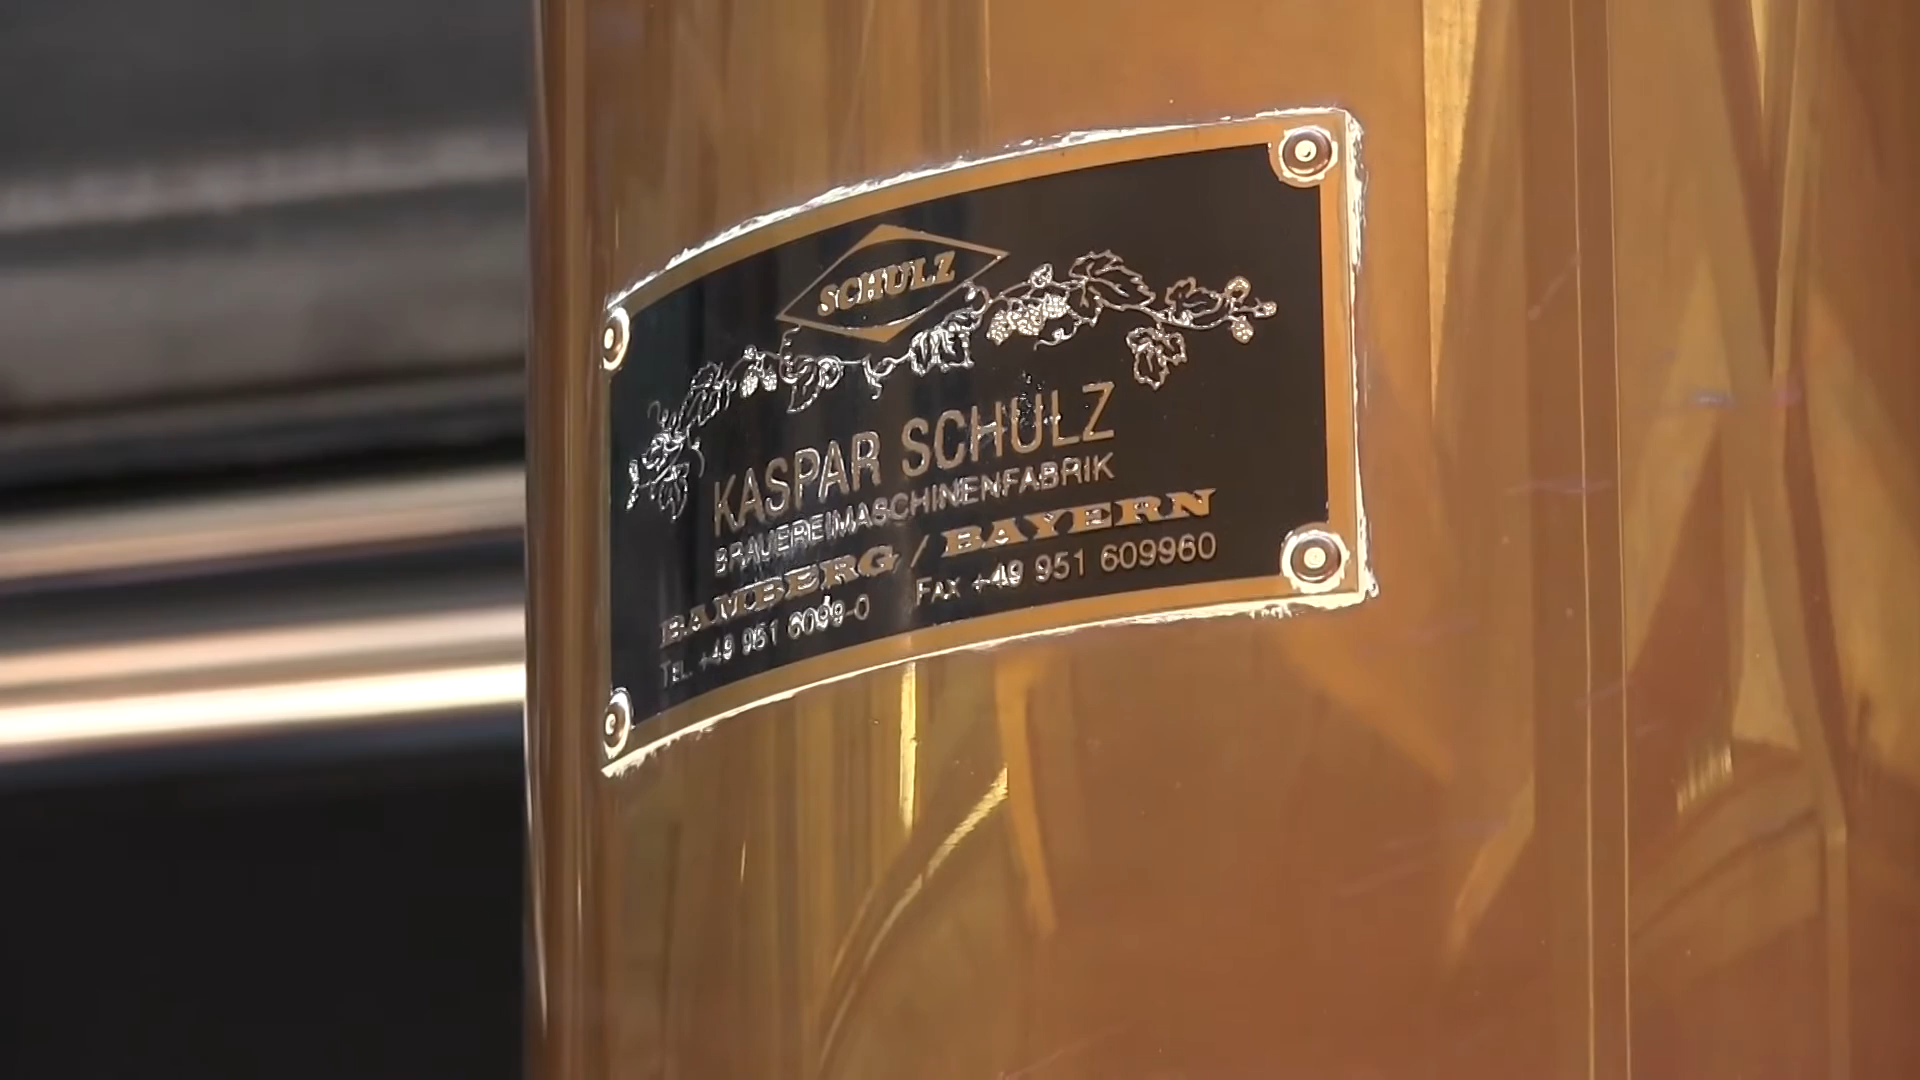 SCHULZ
KASPAR SCHULZ
BRAUEREIMASCHINENFABRIK
BAMBERG / BAYERN
TEL. +49 951 6099-0 FAX +49 951 609960